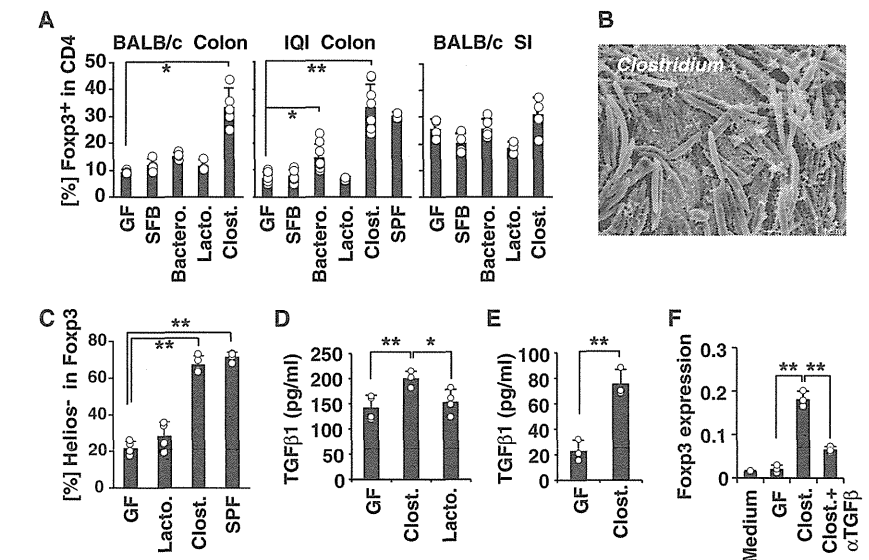 A
BALB/c Colon
IQI Colon
BALB/c SI
[%] Foxp3+ in CD4
50
40
30
20
10
0
*
**
*
GF
SFB
Bactero.
Lacto.
Clost.
GF
SFB
Bactero.
Lacto.
Clost.
SPF
GF
SFB
Bactero.
Lacto.
Clost.
B
Clostridium
C
[%] Helios- in Foxp3
80
60
40
20
0
**
**
GF
Lacto.
Clost.
SPF
D
TGFβ1 (pg/ml)
250
200
150
100
50
0
**
*
GF
Clost.
Lacto.
E
TGFβ1 (pg/ml)
100
80
60
40
20
0
**
GF
Clost.
F
Foxp3 expression
0.3
0.2
0.1
0
**
**
Medium
GF
Clost.
Clost.+
αTGFβ